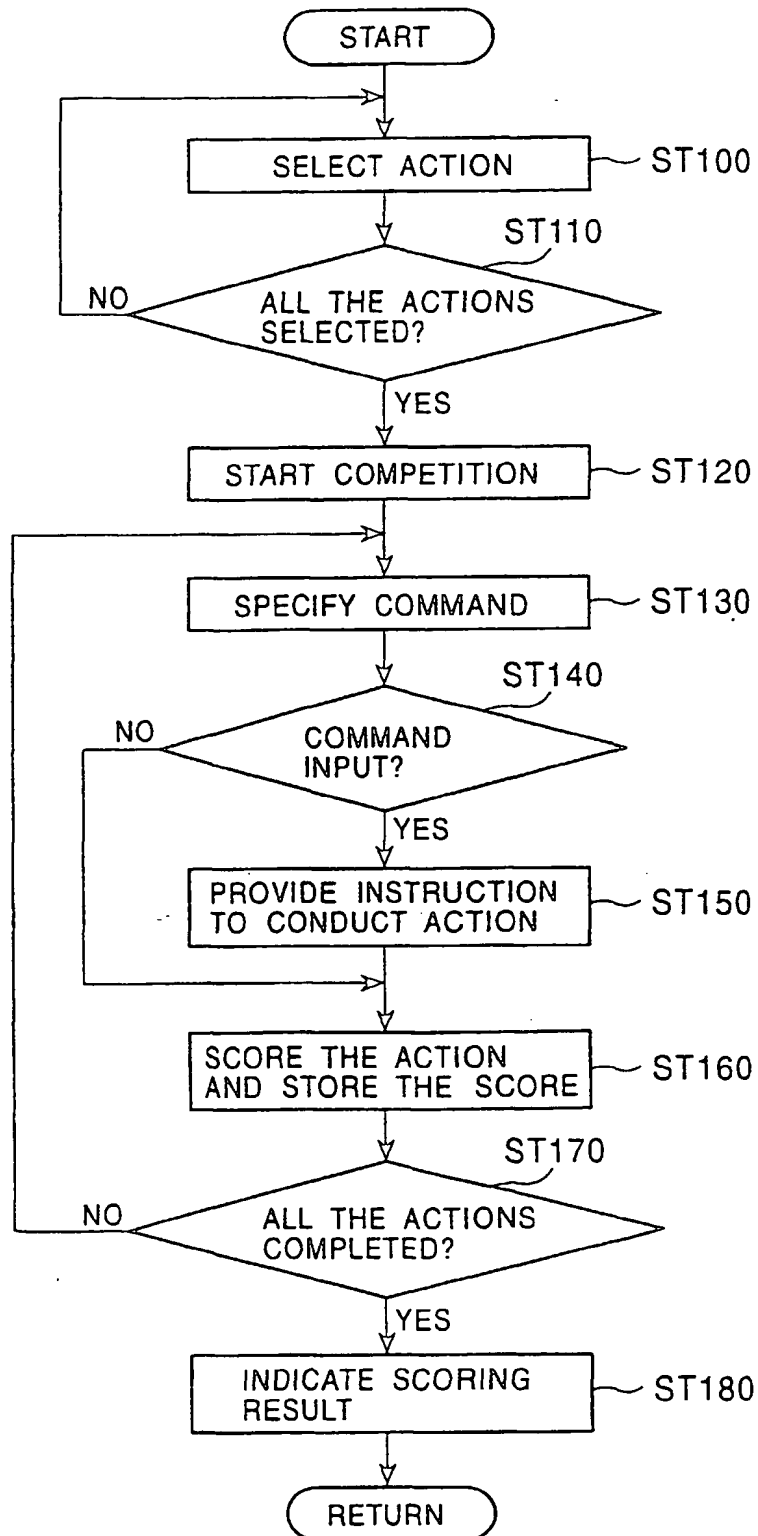 START
SELECT ACTION
ST100
ST110
NO
ALL THE ACTIONS
SELECTED?
YES
START COMPETITION
ST120
SPECIFY COMMAND
ST130
ST140
NO
COMMAND
INPUT?
YES
PROVIDE INSTRUCTION
TO CONDUCT ACTION
ST150
SCORE THE ACTION
AND STORE THE SCORE
ST160
ST170
NO
ALL THE ACTIONS
COMPLETED?
YES
INDICATE SCORING
RESULT
ST180
RETURN